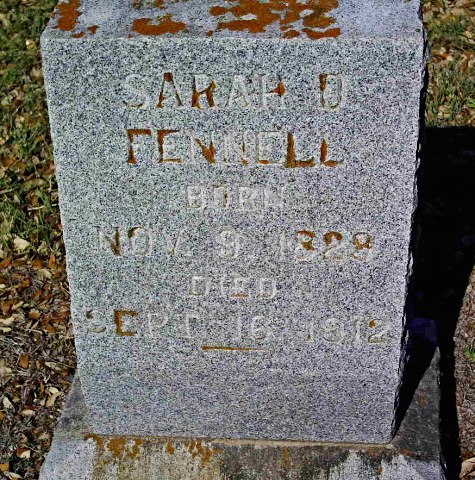 SARAH D
FENNELL
BORN
NOV. 9, 1829
DIED
SEPT. 16, 1912